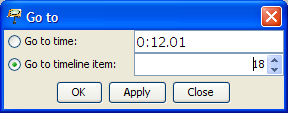 Go to
Go to time: 0:12.01
Go to timeline item: 18
OK Apply Close